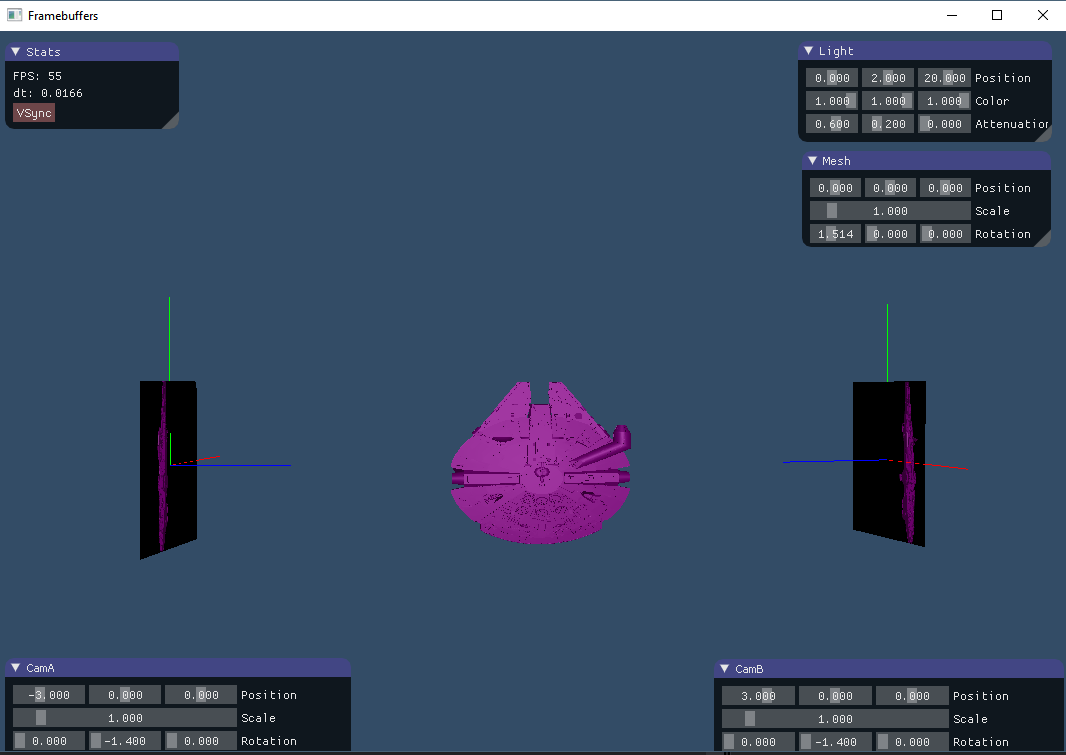 Framebuffers
Stats
FPS: 55
dt: 0.0166
VSync
Light
0.000 2.000 20.000 Position
1.000 1.000 1.000 Color
0.600 0.200 0.000 Attenuation
Mesh
0.000 0.000 0.000 Position
1.000 Scale
1.514 0.000 0.000 Rotation
CamA
-3.000 0.000 0.000 Position
1.000 Scale
0.000 -1.400 0.000 Rotation
CamB
3.000 0.000 0.000 Position
1.000 Scale
0.000 -1.400 0.000 Rotation